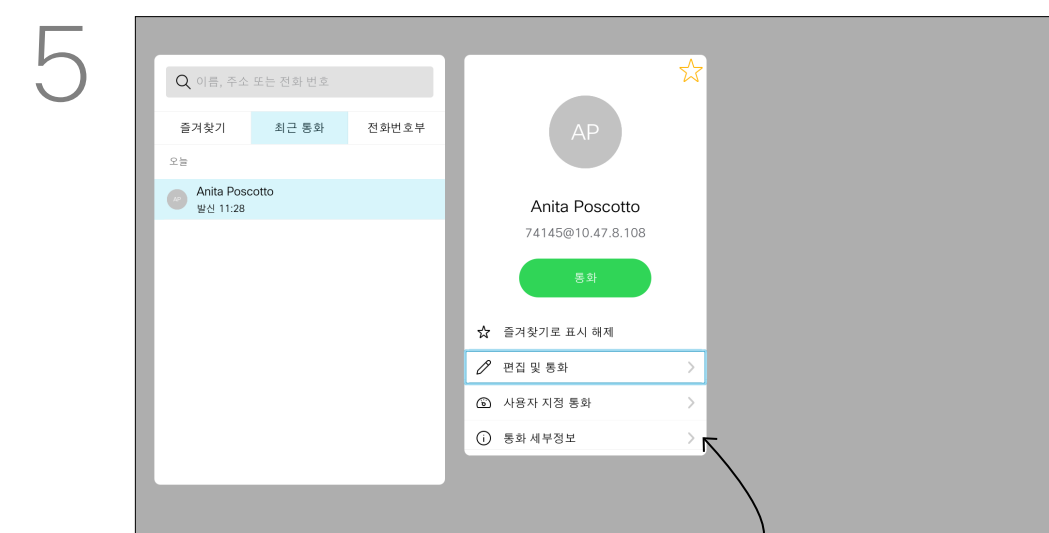 5
이름, 주소 또는 전화 번호
즐겨찾기 최근 통화 전화번호부
오늘
AP
Anita Poscotto
발신 11:28
AP
Anita Poscotto
74145@10.47.8.108
통화
즐겨찾기로 표시 해제
편집 및 통화
사용자 지정 통화
통화 세부정보